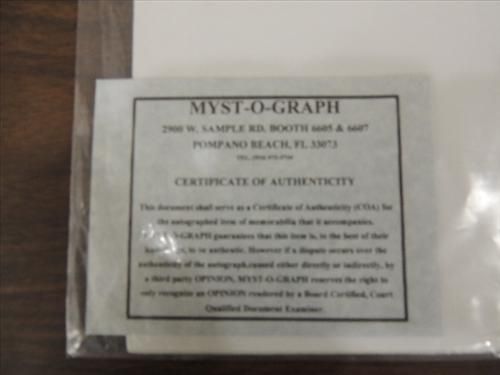 MYST-O-GRAPH
2900 W. SAMPLE RD. BOOTH 6605 & 6607
POMPANO BEACH, FL 33073
CERTIFICATE OF AUTHENTICITY
This document shall serve as a Certificate of Authenticity (COA) for
the autographed item of memorabilia that it accompanies.
O-GRAPH guarantees that this item is, to the best of their
to be authentic. However if a dispute occurs over the
authenticity of the autograph,caused either directly or indirectly, by
a third party OPINION, MYST-O-GRAPH reserves the right to
only recognize an OPINION rendered by a Board Certified, Court
Qualified Document Examiner.